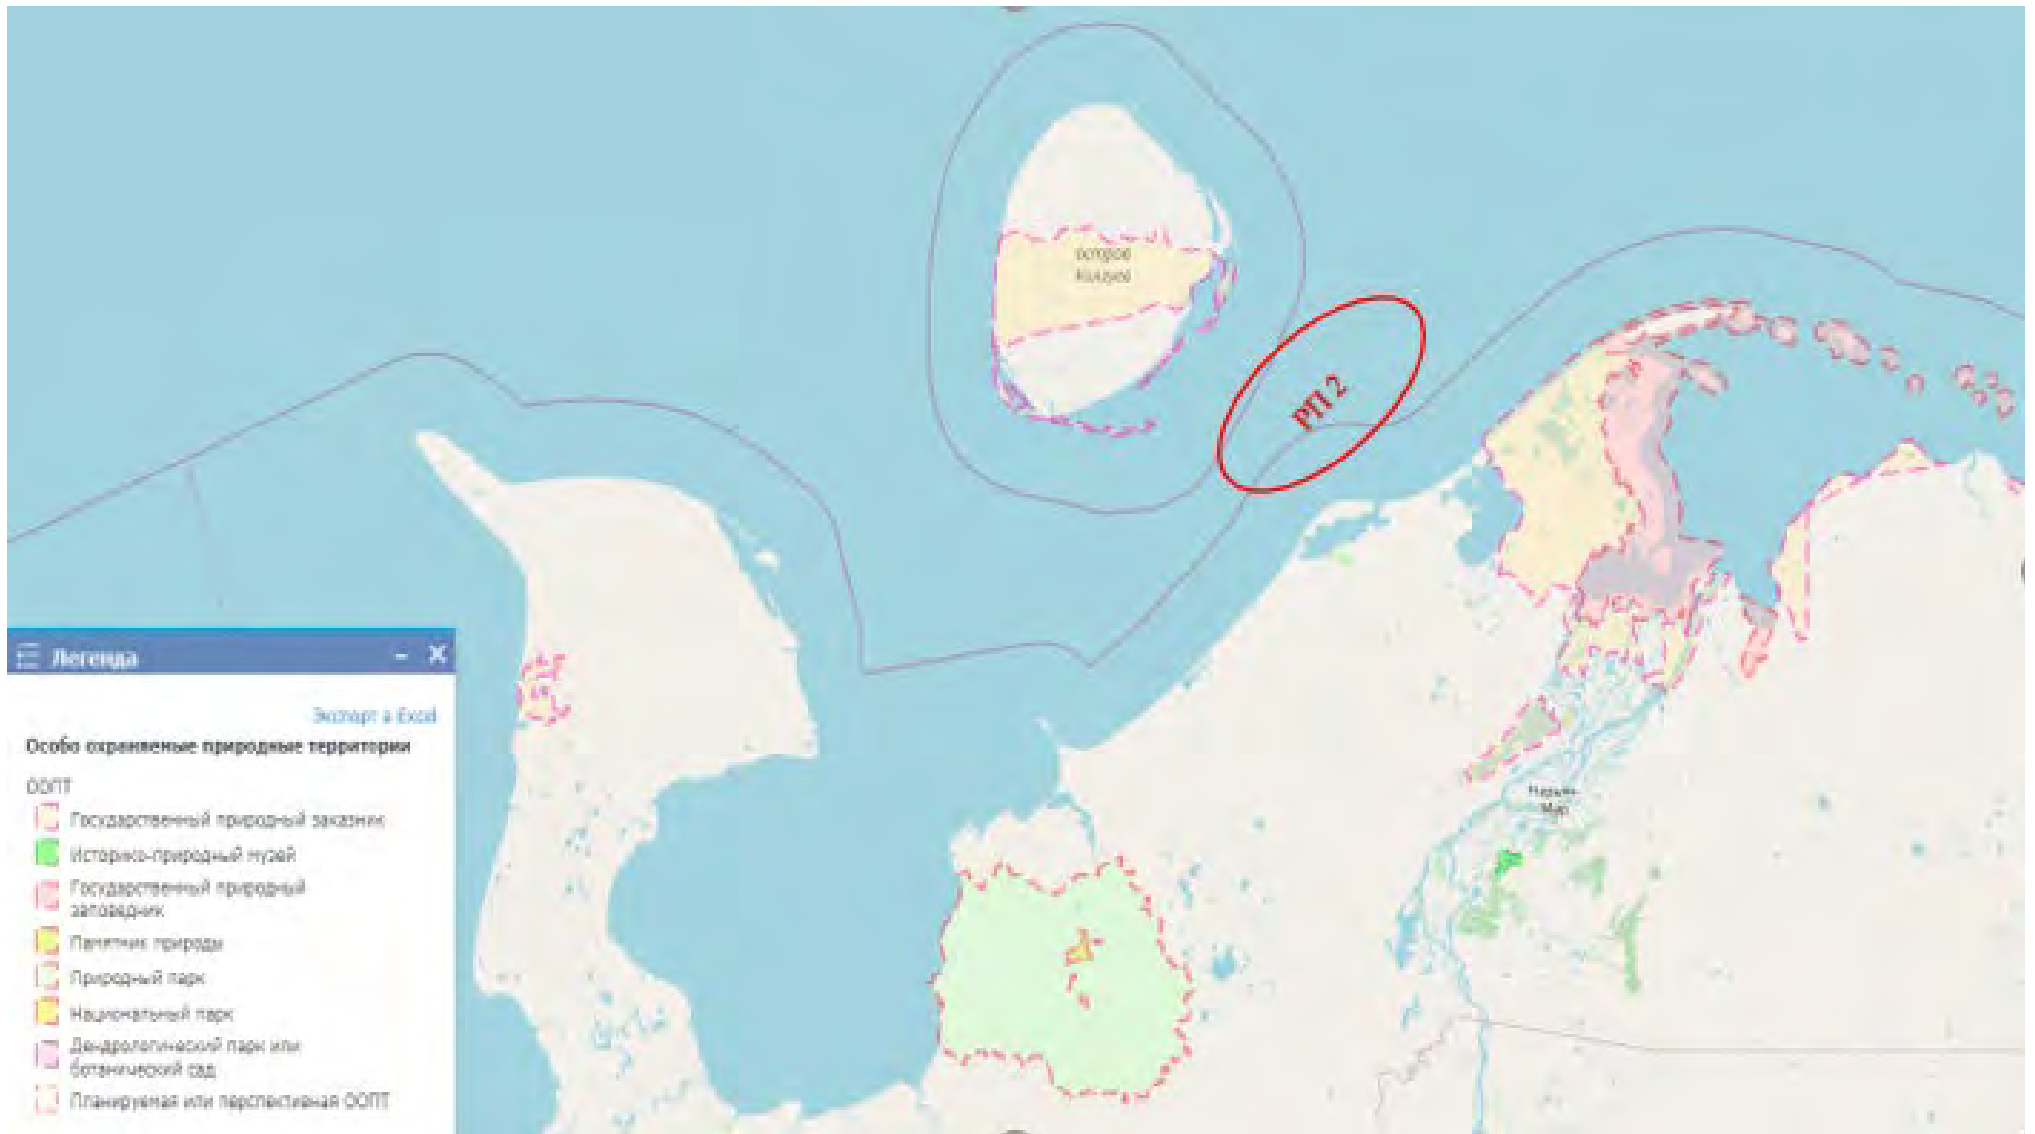 остров
Колгуев
РП 2
Нарьян-
Мар
Легенда
Экспорт в Excel
Особо охраняемые природные территории
ООПТ
Государственный природный заказник
Историко-природный музей
Государственный природный
заповедник
Памятник природы
Природный парк
Национальный парк
Дендрологический парк или
ботанический сад
Планируемая или перспективная ООПТ